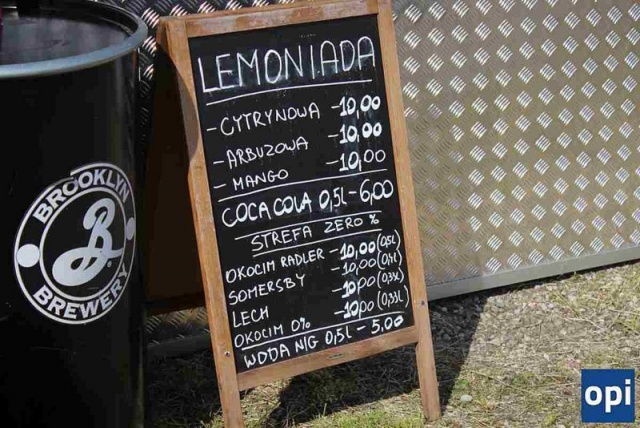 BROOKLYN
B
BREWERY
LEMONIADA
- CYTRYNOWA - 10,00
- ARBUZOWA - 10,00
- MANGO - 10,00
COCA COLA 0,5L - 6,00
STREFA ZERO %
OKOCIM RADLER - 10,00 (0,5L)
SOMERSBY - 10,00 (0,4L)
LECH - 10,00 (0,33L)
OKOCIM 0% - 10,00 (0,33L)
WODA N/G 0,5L - 5,00
opi